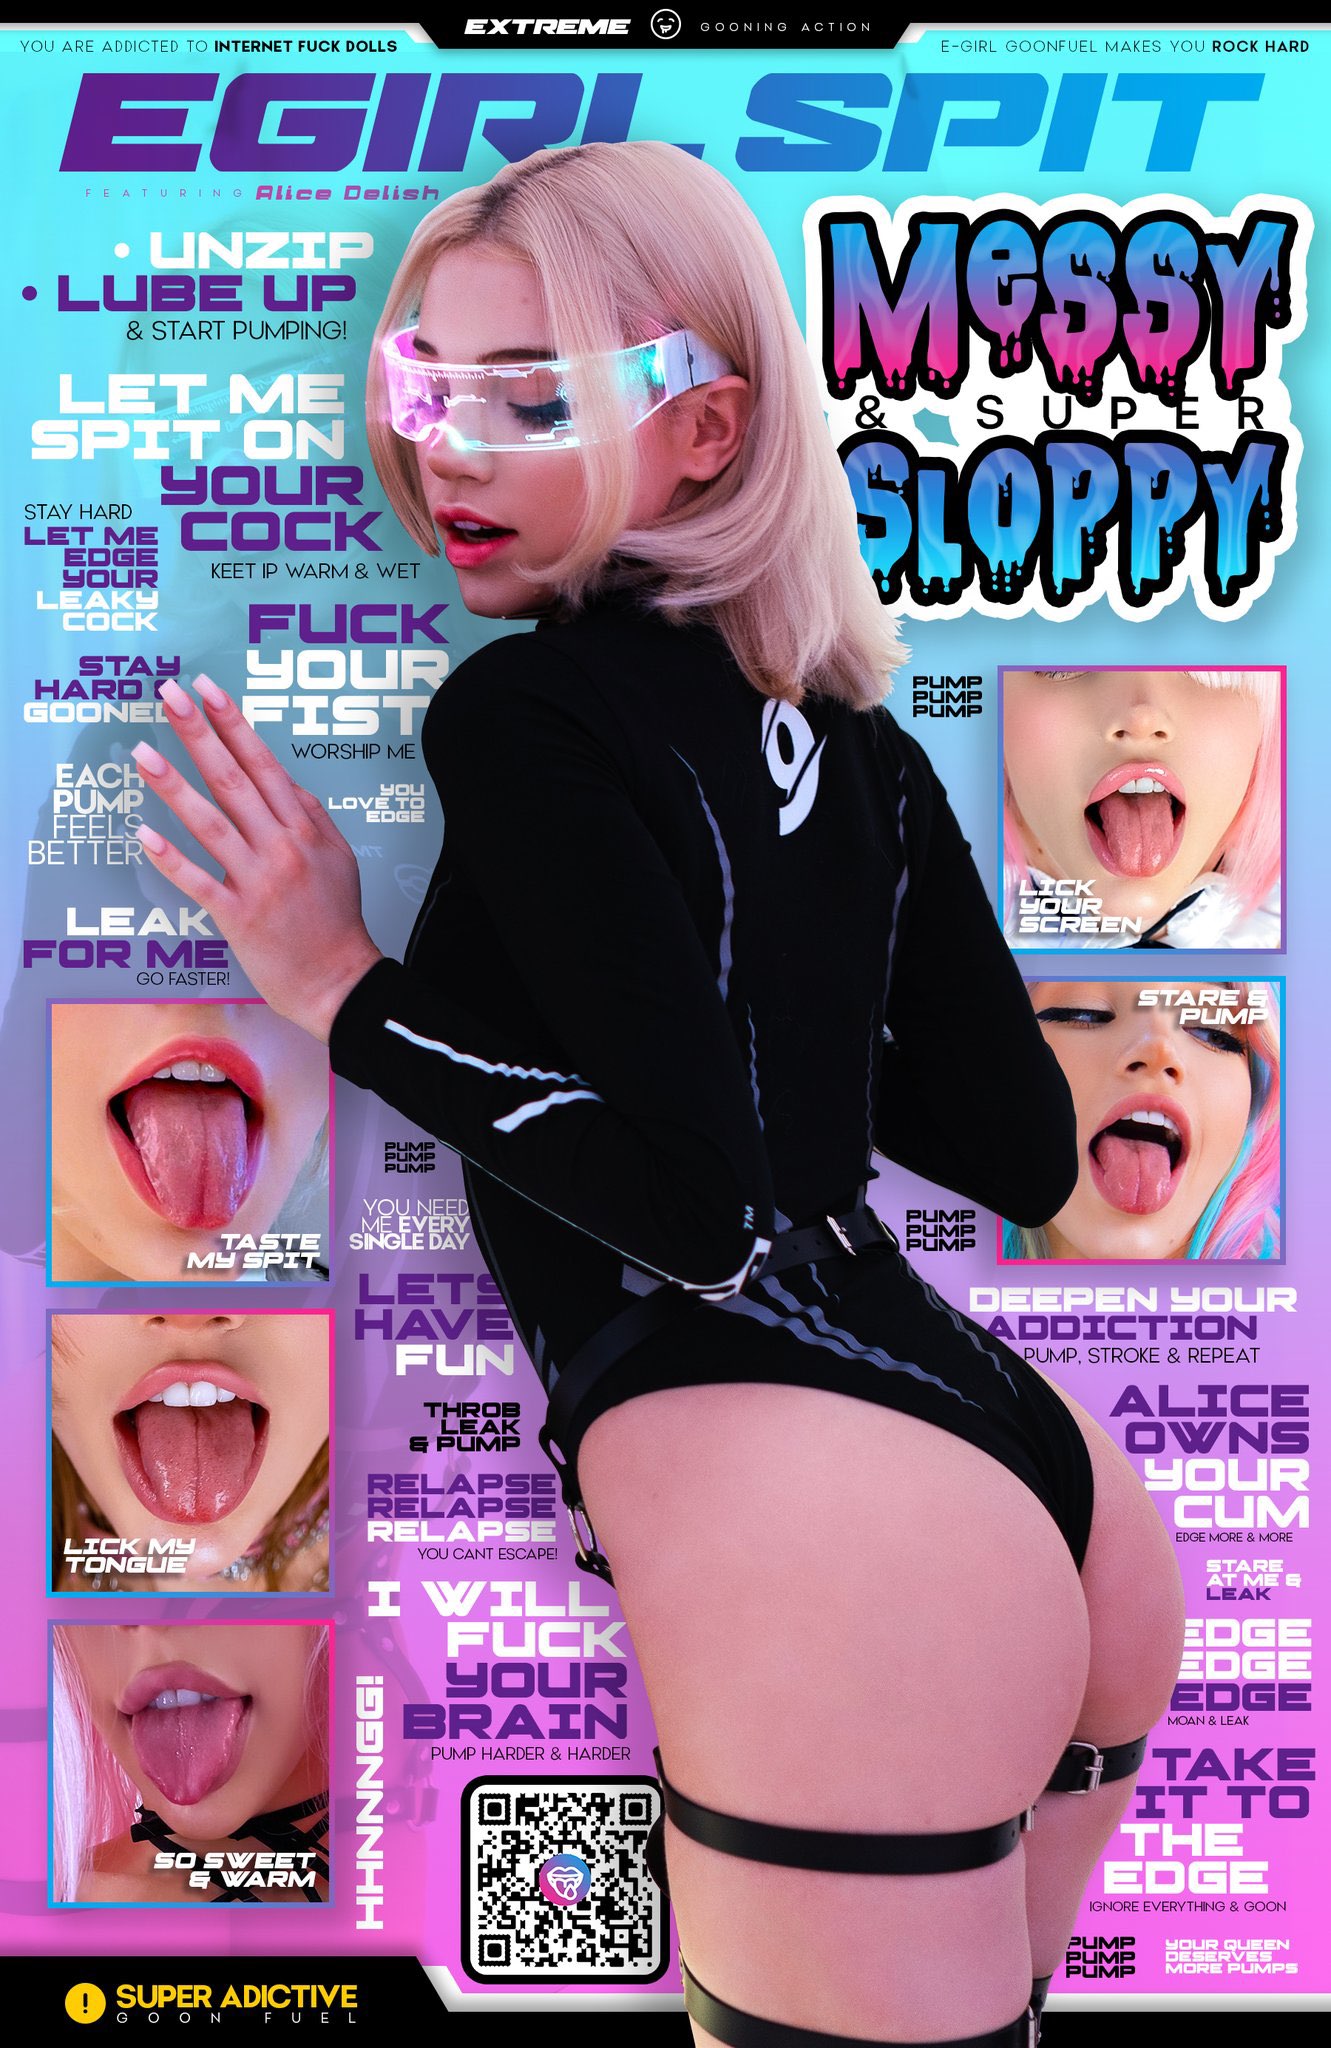 EXTREME GOONING ACTION
YOU ARE ADDICTED TO INTERNET FUCK DOLLS
E-GIRL GOONFUEL MAKES YOU ROCK HARD
EGIRL SPIT
FEATURING Alice Delish
• UNZIP
• LUBE UP
& START PUMPING!
MESSY
& SUPER
SLOPPY
LET ME
SPIT ON
YOUR
COCK
KEET IP WARM & WET
STAY HARD
LET ME
EDGE
YOUR
LEAKY
COCK
FUCK
YOUR
FIST
WORSHIP ME
STAY
HARD &
GOONED
YOU
LOVE TO
EDGE
EACH
PUMP
FEELS
BETTER
LEAK
FOR ME
GO FASTER!
PUMP
PUMP
PUMP
LICK
YOUR
SCREEN
STARE &
PUMP
TASTE
MY SPIT
PUMP
PUMP
PUMP
YOU NEED
ME EVERY
SINGLE DAY
TM
PUMP
PUMP
PUMP
LETS
HAVE
FUN
DEEPEN YOUR
ADDICTION
PUMP, STROKE & REPEAT
THROB
LEAK
& PUMP
ALICE
OWNS
YOUR
CUM
EDGE MORE & MORE
LICK MY
TONGUE
RELAPSE
RELAPSE
RELAPSE
YOU CANT ESCAPE!
STARE
AT ME &
LEAK
I WILL
FUCK
YOUR
BRAIN
PUMP HARDER & HARDER
EDGE
EDGE
EDGE
MOAN & LEAK
HHNNNGG!
SO SWEET
& WARM
TAKE
IT TO
THE
EDGE
IGNORE EVERYTHING & GOON
PUMP
PUMP
PUMP
YOUR QUEEN
DESERVES
MORE PUMPS
! SUPER ADICTIVE
GOON FUEL